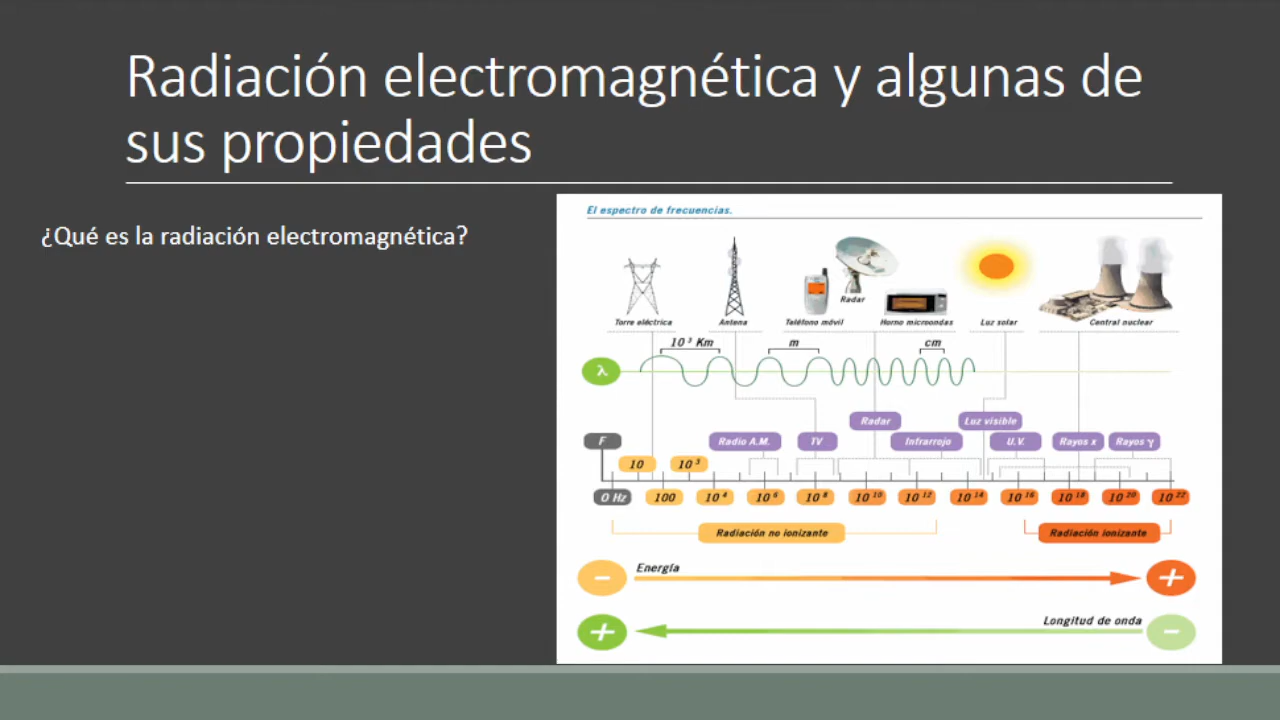 Radiación electromagnética y algunas de
sus propiedades
¿Qué es la radiación electromagnética?
El espectro de frecuencias.
Radar
Torre eléctrica Antena Teléfono móvil Horno microondas Luz solar Central nuclear
10³ Km m cm
λ
Radar Luz visible
F Radio A.M. TV Infrarrojo U.V. Rayos x Rayos γ
10 10³
0 Hz 100 10⁴ 10⁶ 10⁸ 10¹⁰ 10¹² 10¹⁴ 10¹⁶ 10¹⁸ 10²⁰ 10²²
Radiación no ionizante Radiación ionizante
Energía
− +
Longitud de onda
+ −